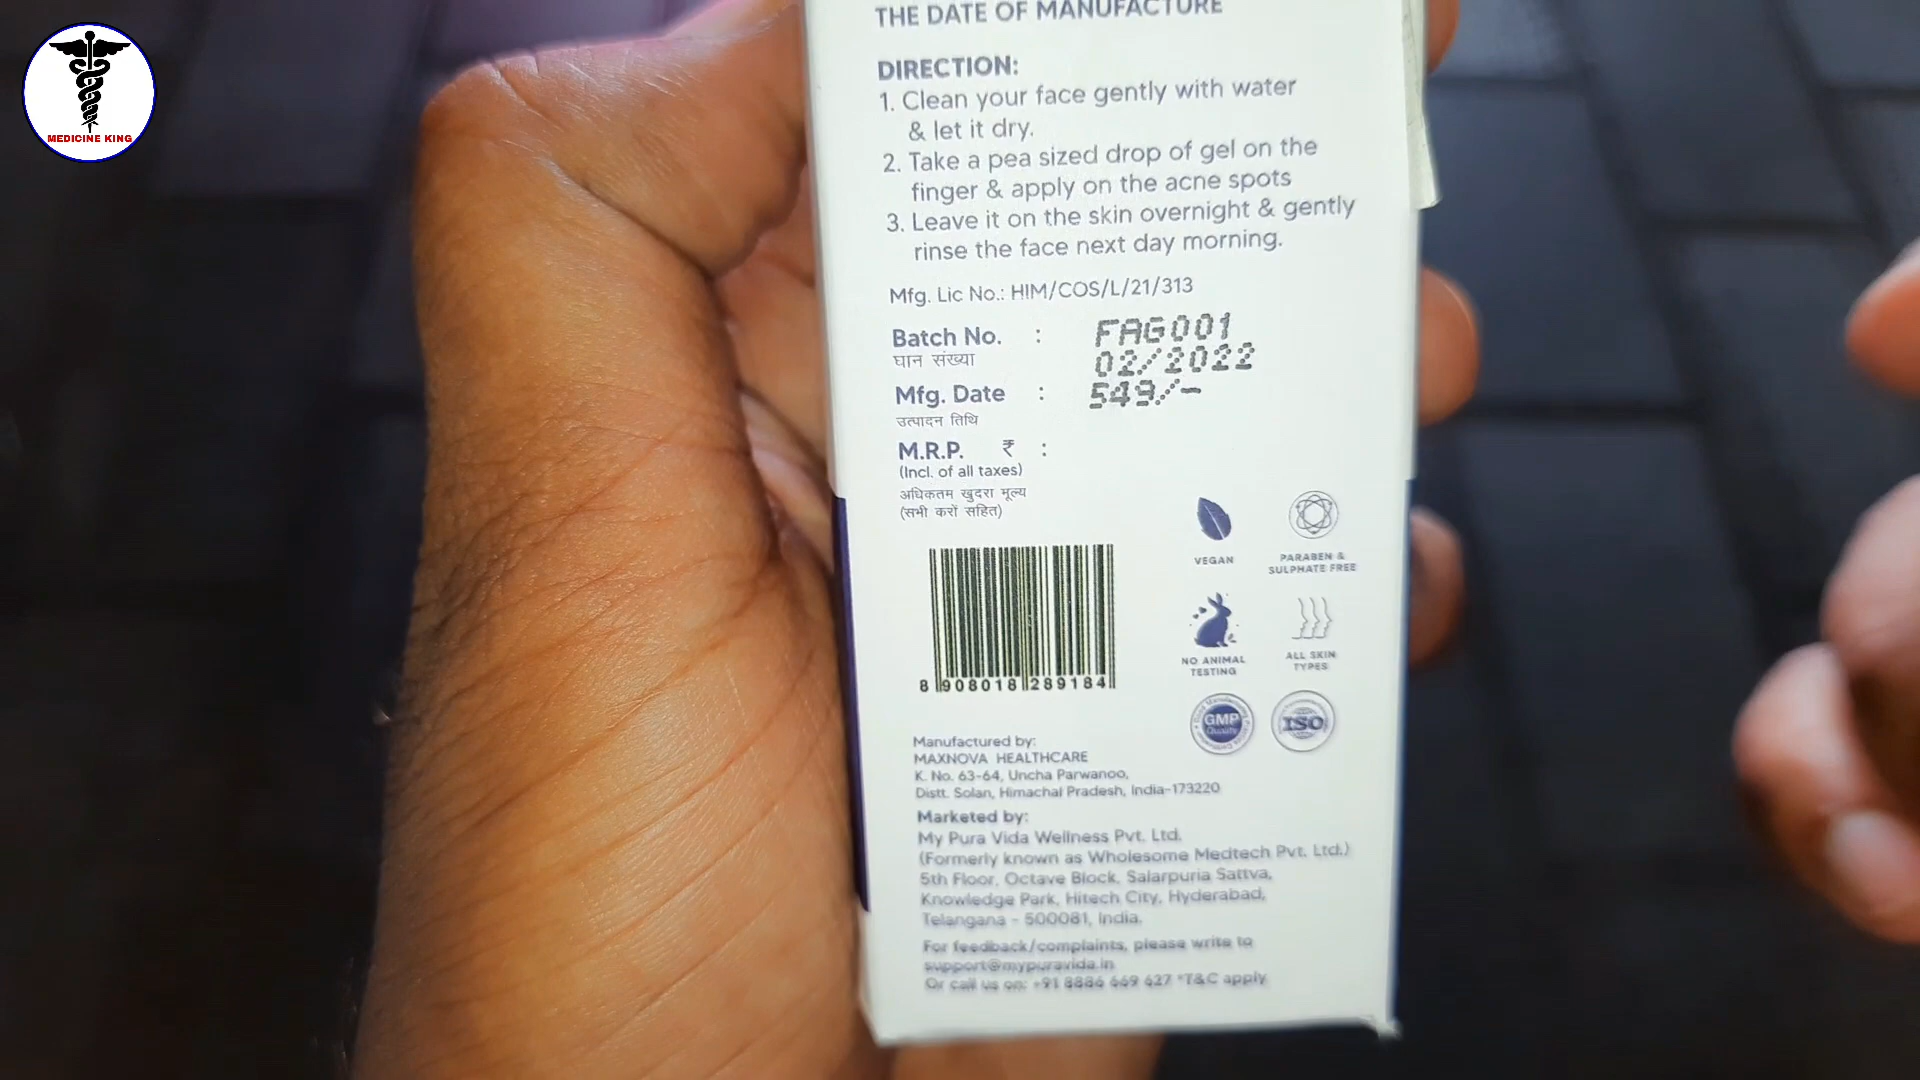 MEDICINE KING
THE DATE OF MANUFACTURE
DIRECTION:
1. Clean your face gently with water
& let it dry.
2. Take a pea sized drop of gel on the
finger & apply on the acne spots
3. Leave it on the skin overnight & gently
rinse the face next day morning.
Mfg. Lic No.: HIM/COS/L/21/313
Batch No. : FAG001
घान संख्या
02/2022
Mfg. Date :
549/-
उत्पादन तिथि
M.R.P. ₹ :
(Incl. of all taxes)
अधिकतम खुदरा मूल्य
(सभी करों सहित)
VEGAN
PARABEN &
SULPHATE FREE
NO ANIMAL
TESTING
ALL SKIN
TYPES
8 908018 289184
GMP
Quality
ISO
Manufactured by:
MAXNOVA HEALTHCARE
K. No. 63-64, Uncha Parwanoo,
Distt. Solan, Himachal Pradesh, India-173220
Marketed by:
My Pura Vida Wellness Pvt. Ltd.
(Formerly known as Wholesome Medtech Pvt. Ltd.)
5th Floor, Octave Block, Salarpuria Sattva,
Knowledge Park, Hitech City, Hyderabad,
Telangana - 500081, India.
For feedback/complaints, please write to
support@mypuravida.in
Or call us on: +91 8886 669 627 *T&C apply